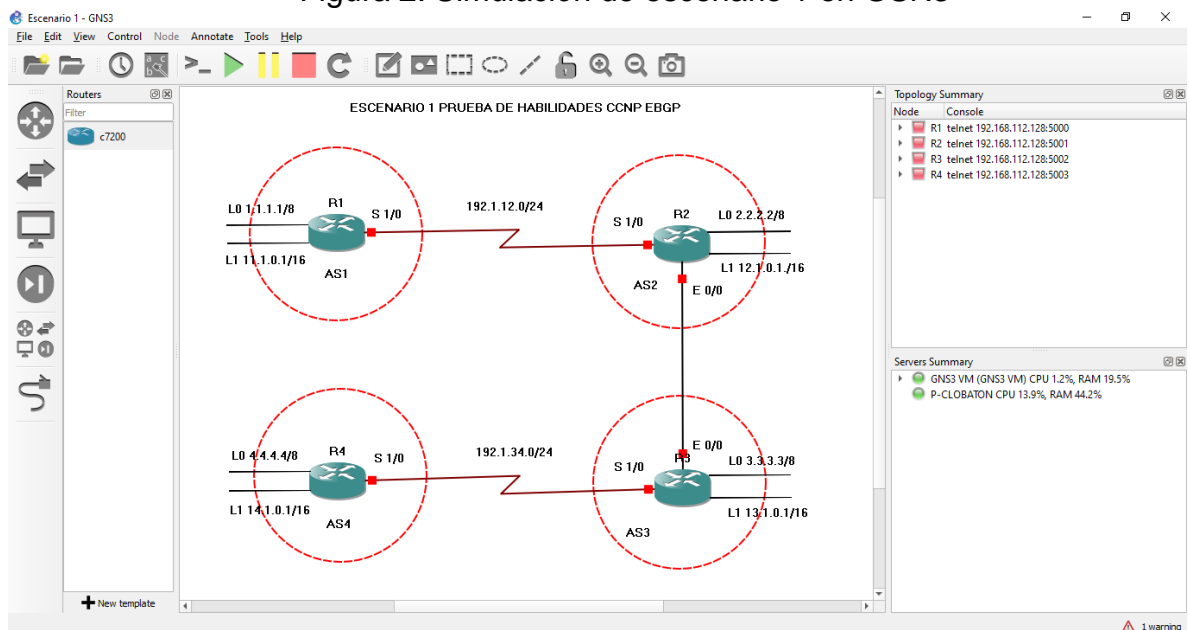 Figura 2. Simulación de escenario 1 en GSN3
Escenario 1 - GNS3
File Edit View Control Node Annotate Tools Help
Routers
Filter
c7200
New template
ESCENARIO 1 PRUEBA DE HABILIDADES CCNP EBGP
L0 1.1.1.1/8
R1
S 1/0
L1 11.1.0.1/16
AS1
192.1.12.0/24
S 1/0
R2
L0 2.2.2.2/8
L1 12.1.0.1./16
AS2
E 0/0
L0 4.4.4.4/8
R4
S 1/0
L1 14.1.0.1/16
AS4
192.1.34.0/24
E 0/0
S 1/0
R3
L0 3.3.3.3/8
L1 13.1.0.1/16
AS3
Topology Summary
Node Console
R1 telnet 192.168.112.128:5000
R2 telnet 192.168.112.128:5001
R3 telnet 192.168.112.128:5002
R4 telnet 192.168.112.128:5003
Servers Summary
GNS3 VM (GNS3 VM) CPU 1.2%, RAM 19.5%
P-CLOBATON CPU 13.9%, RAM 44.2%
1 warning